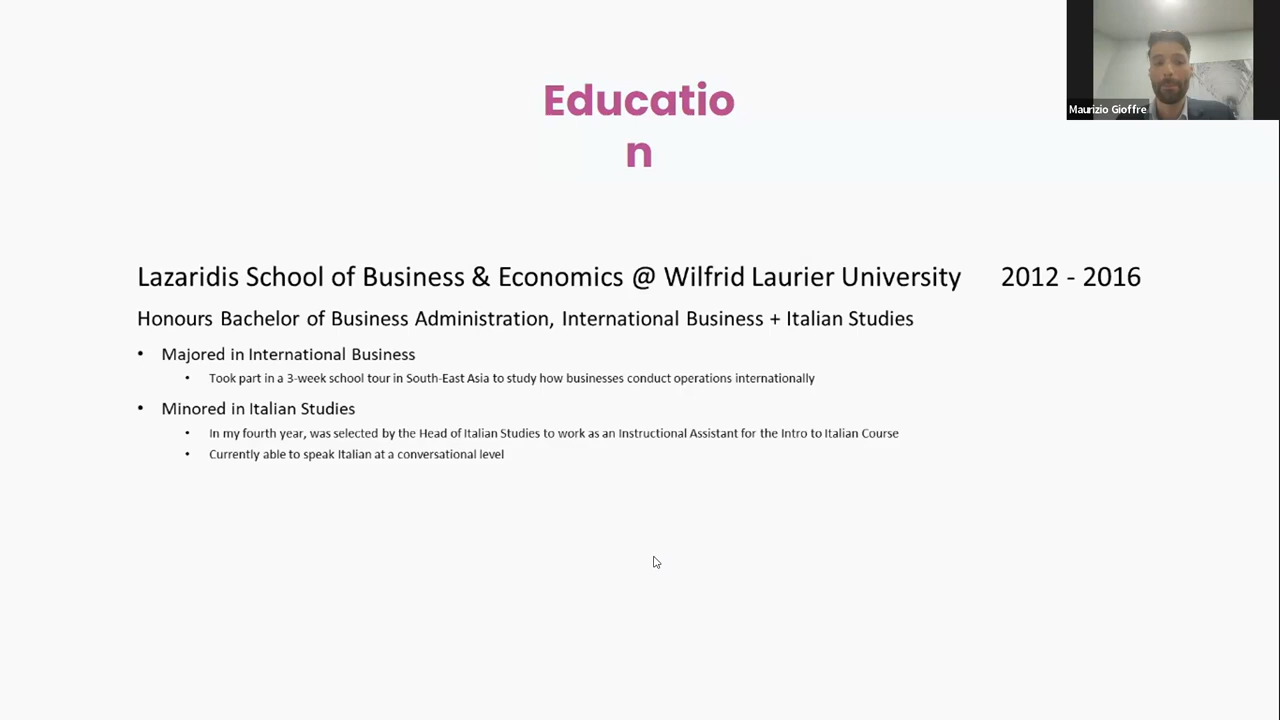 Educatio
n
Maurizio Gioffre
Lazaridis School of Business & Economics @ Wilfrid Laurier University 2012 - 2016
Honours Bachelor of Business Administration, International Business + Italian Studies
• Majored in International Business
• Took part in a 3-week school tour in South-East Asia to study how businesses conduct operations internationally
• Minored in Italian Studies
• In my fourth year, was selected by the Head of Italian Studies to work as an Instructional Assistant for the Intro to Italian Course
• Currently able to speak Italian at a conversational level